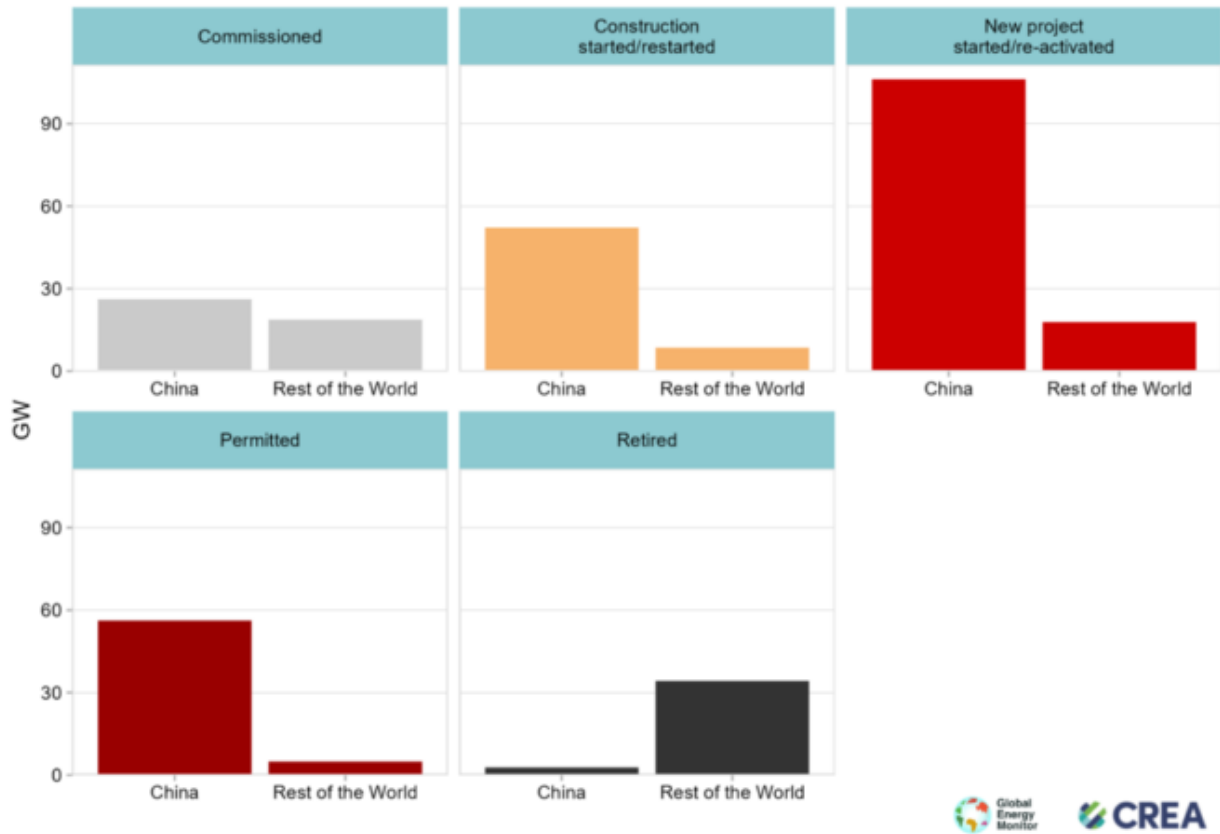 Commissioned
Construction
started/restarted
New project
started/re-activated
90
60
30
0
China
Rest of the World
China
Rest of the World
China
Rest of the World
GW
Permitted
Retired
90
60
30
0
China
Rest of the World
China
Rest of the World
Global
Energy
Monitor
CREA